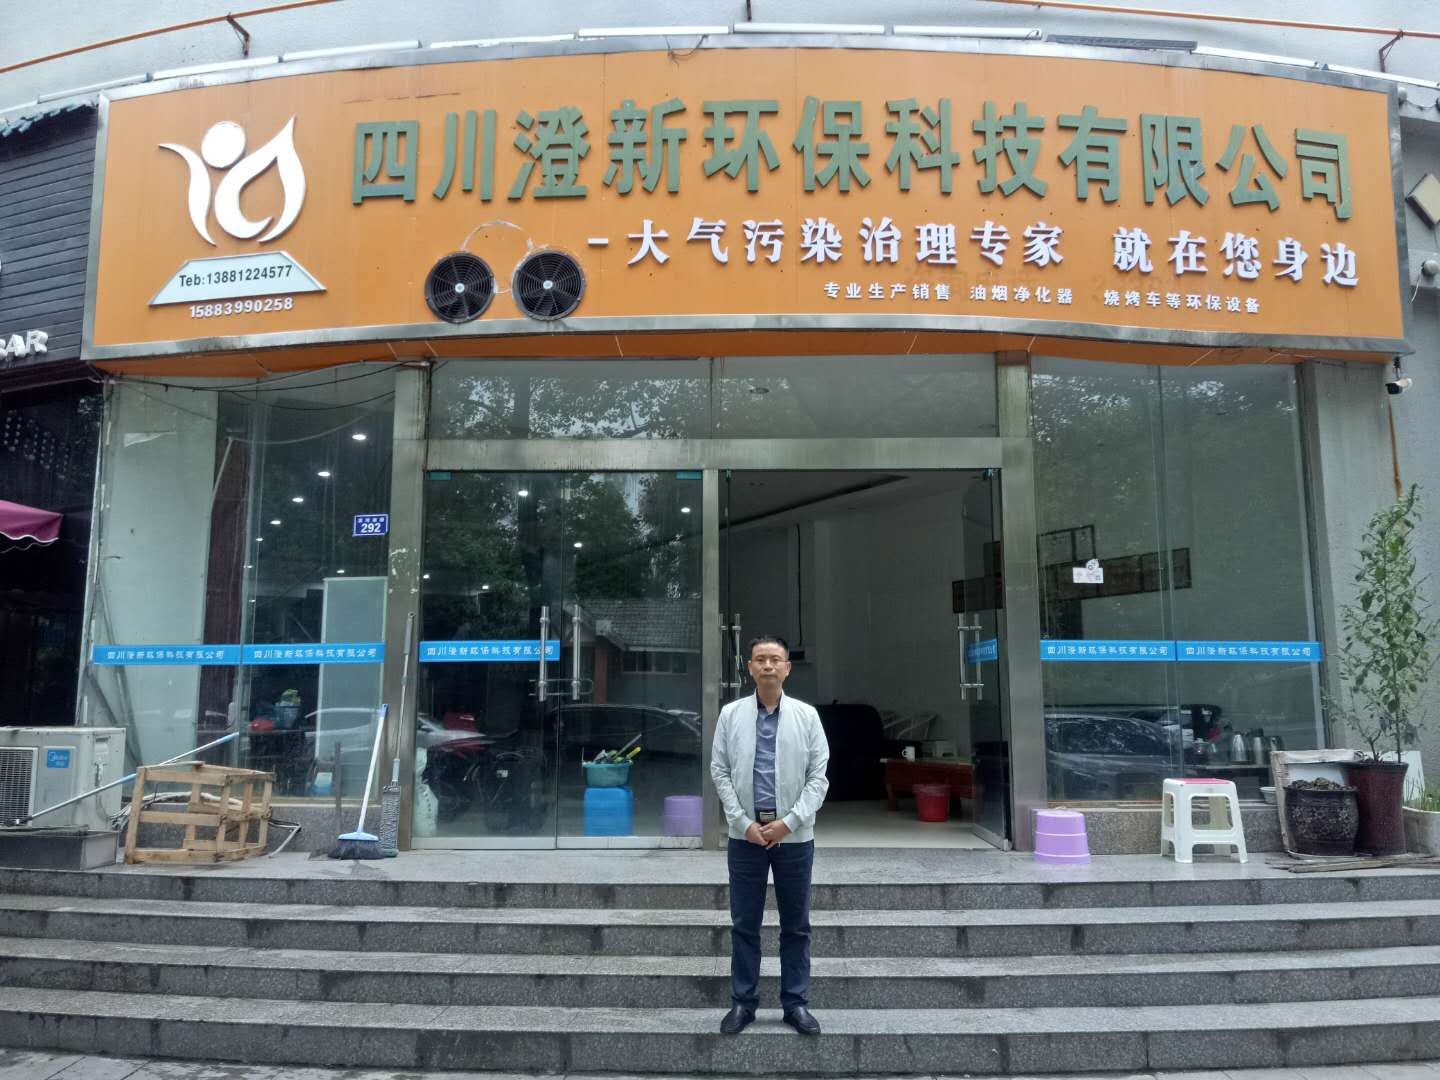 四川澄新环保科技有限公司
-大气污染治理专家 就在您身边
专业生产销售 油烟净化器 烧烤车等环保设备
Teb:13881224577
15883990258
BAR
292
四川澄新环保科技有限公司
四川澄新环保科技有限公司
四川澄新环保科技有限公司
四川澄新环保科技有限公司
四川澄新环保科技有限公司
Midea